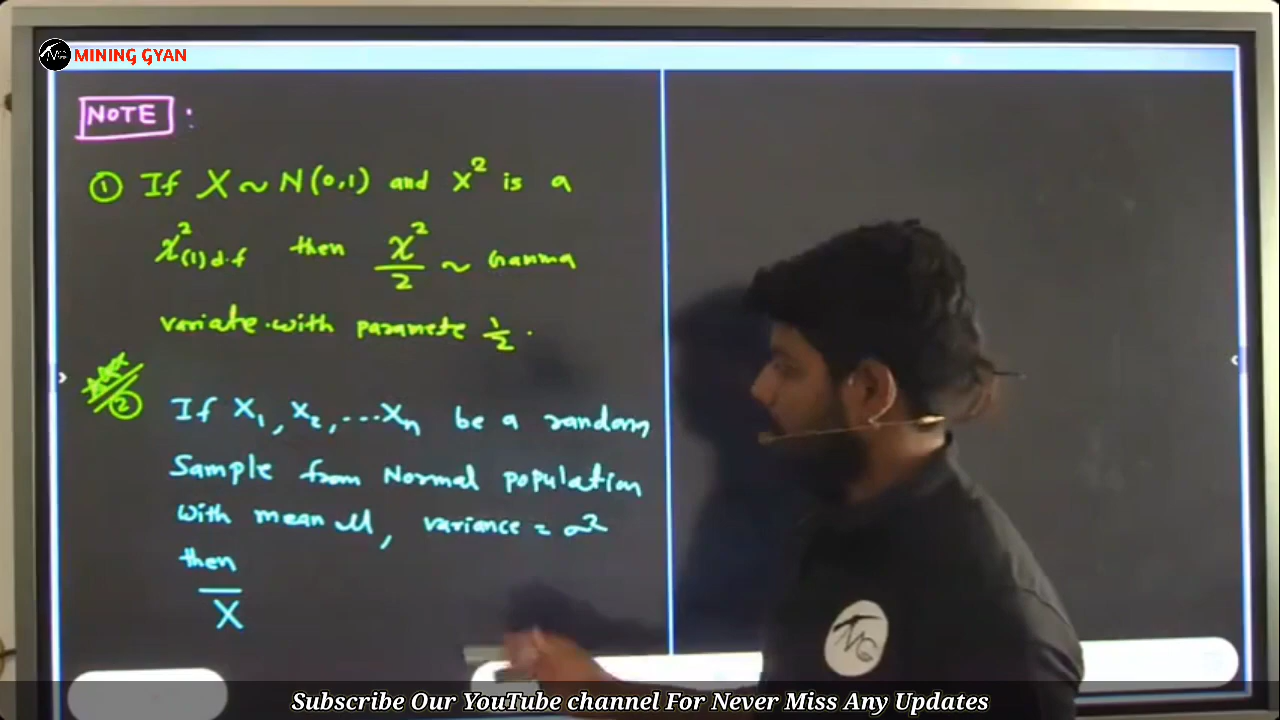 MINING GYAN
NOTE :
① If X ~ N(0,1) and X² is a
χ²(1) d.f then χ²/2 ~ Gamma
variate with paramete 1/2 .
② If X₁, X₂, ...Xn be a random
Sample from Normal population
with mean μ, variance = σ²
then
X̄
MG
Subscribe Our YouTube channel For Never Miss Any Updates